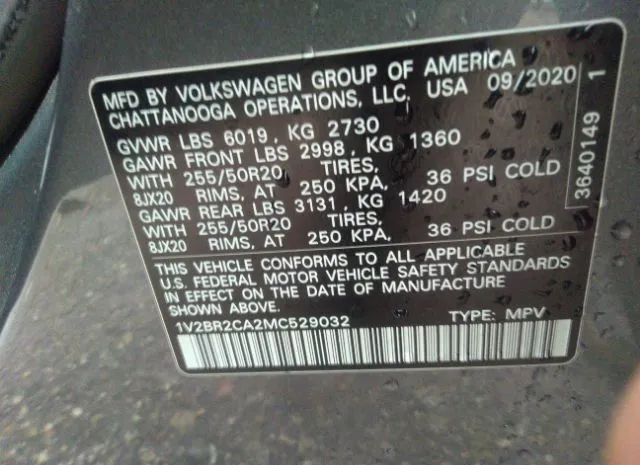 MFD BY VOLKSWAGEN GROUP OF AMERICA
CHATTANOOGA OPERATIONS, LLC, USA 09/2020
GVWR LBS 6019, KG 2730
GAWR FRONT LBS 2998, KG 1360
WITH 255/50R20 TIRES,
8JX20 RIMS, AT 250 KPA, 36 PSI COLD
GAWR REAR LBS 3131, KG 1420
WITH 255/50R20 TIRES,
8JX20 RIMS, AT 250 KPA, 36 PSI COLD
THIS VEHICLE CONFORMS TO ALL APPLICABLE
U.S. FEDERAL MOTOR VEHICLE SAFETY STANDARDS
IN EFFECT ON THE DATE OF MANUFACTURE
SHOWN ABOVE.
1V2BR2CA2MC529032 TYPE: MPV
3640149 1